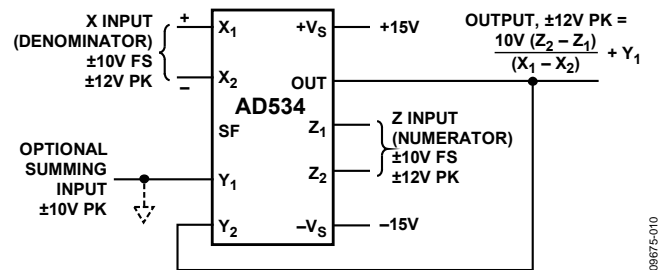 X INPUT
(DENOMINATOR)
±10V FS
±12V PK
+
–
X1
X2
SF
Y1
Y2
AD534
+VS
OUT
Z1
Z2
–VS
+15V
–15V
OUTPUT, ±12V PK =
10V (Z2 – Z1)
(X1 – X2)
+ Y1
Z INPUT
(NUMERATOR)
±10V FS
±12V PK
OPTIONAL
SUMMING
INPUT
±10V PK
09675-010